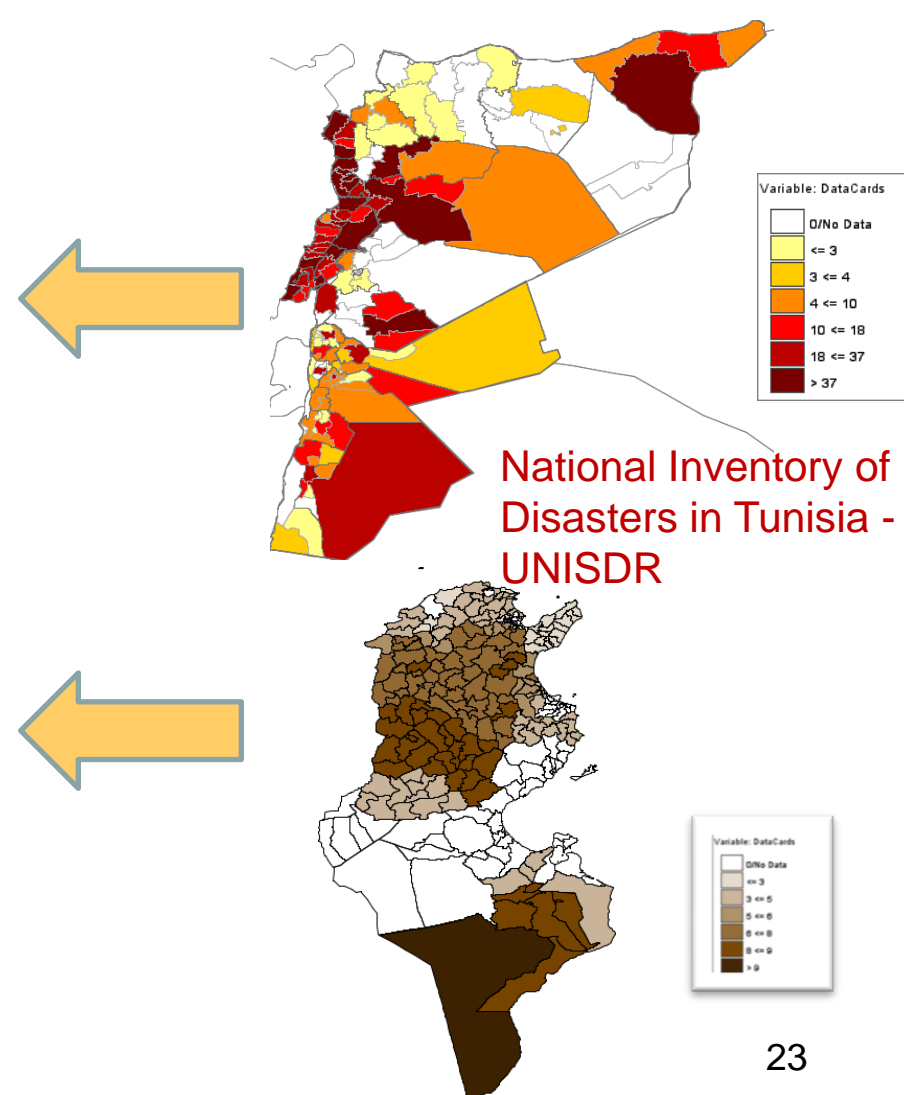 Variable: DataCards
0/No Data
<= 3
3 <= 4
4 <= 10
10 <= 18
18 <= 37
> 37
National Inventory of
Disasters in Tunisia -
UNISDR
Variable: DataCards
0/No Data
<= 3
3 <= 5
5 <= 6
6 <= 8
8 <= 9
> 9
23